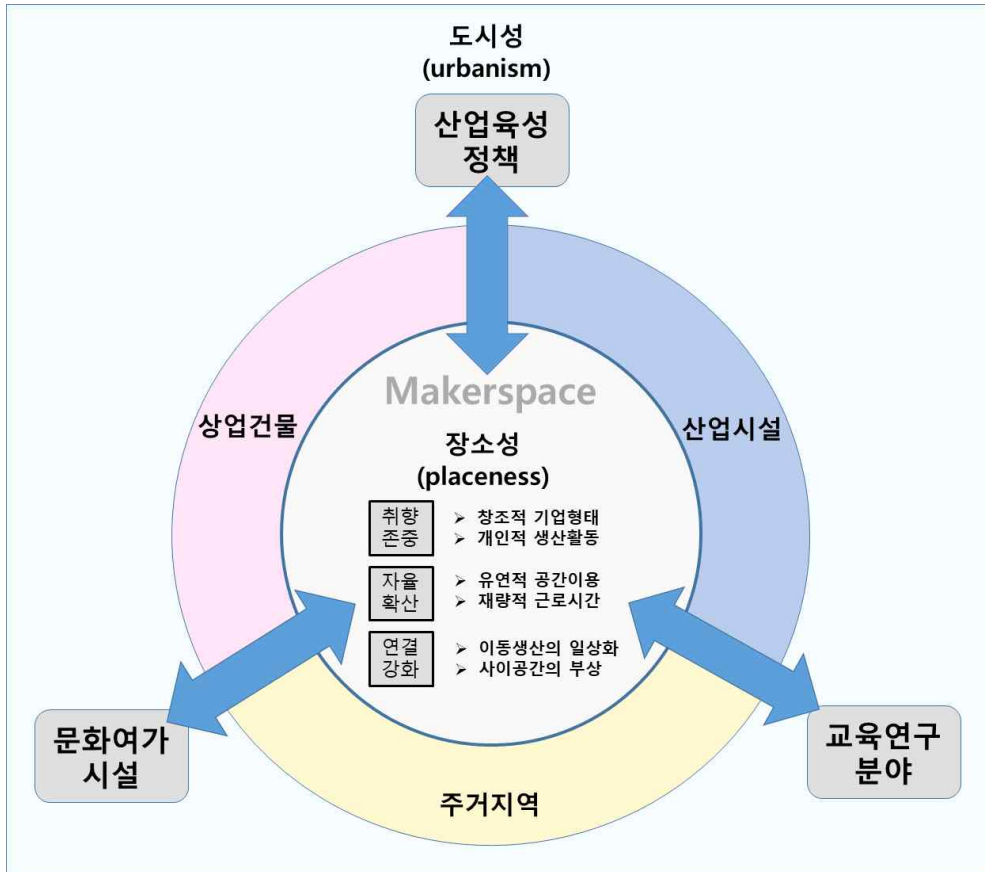 도시성
(urbanism)
산업육성
정책
상업건물
산업시설
Makerspace
장소성
(placeness)
취향
존중
➢ 창조적 기업형태
➢ 개인적 생산활동
자율
확산
➢ 유연적 공간이용
➢ 재량적 근로시간
연결
강화
➢ 이동생산의 일상화
➢ 사이공간의 부상
문화여가
시설
교육연구
분야
주거지역